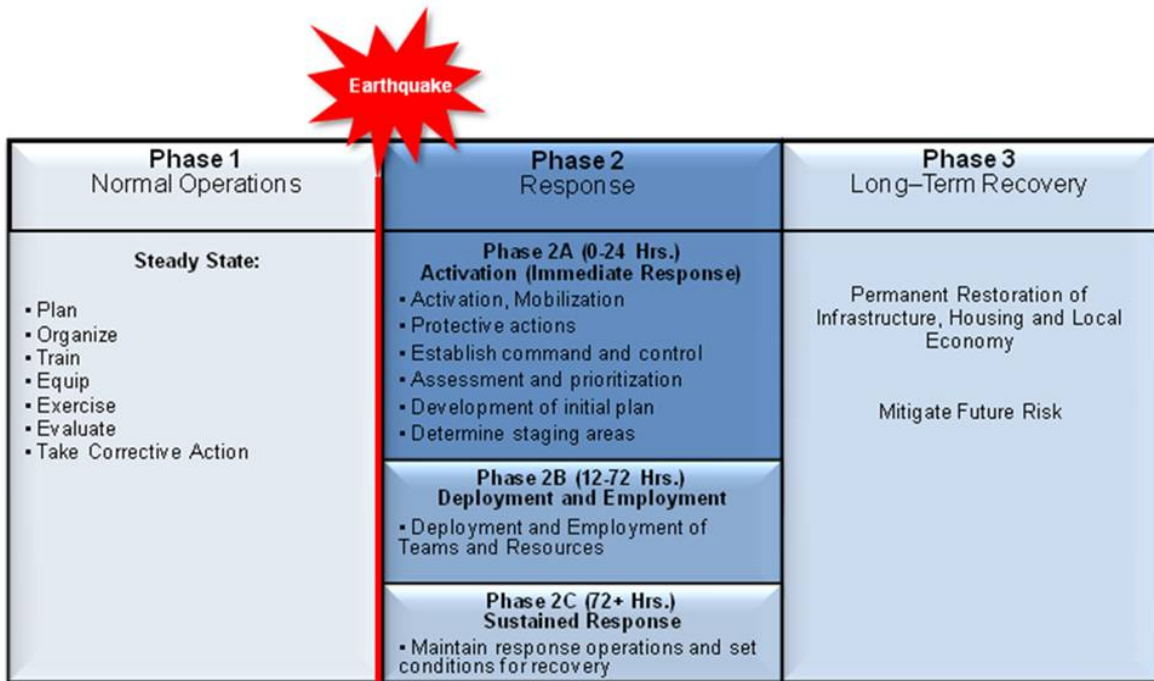 Earthquake
Phase 1
Normal Operations
Phase 2
Response
Phase 3
Long–Term Recovery
Steady State:
▪ Plan
▪ Organize
▪ Train
▪ Equip
▪ Exercise
▪ Evaluate
▪ Take Corrective Action
Phase 2A (0-24 Hrs.)
Activation (Immediate Response)
▪ Activation, Mobilization
▪ Protective actions
▪ Establish command and control
▪ Assessment and prioritization
▪ Development of initial plan
▪ Determine staging areas
Phase 2B (12-72 Hrs.)
Deployment and Employment
▪ Deployment and Employment of
Teams and Resources
Phase 2C (72+ Hrs.)
Sustained Response
▪ Maintain response operations and set
conditions for recovery
Permanent Restoration of
Infrastructure, Housing and Local
Economy
Mitigate Future Risk